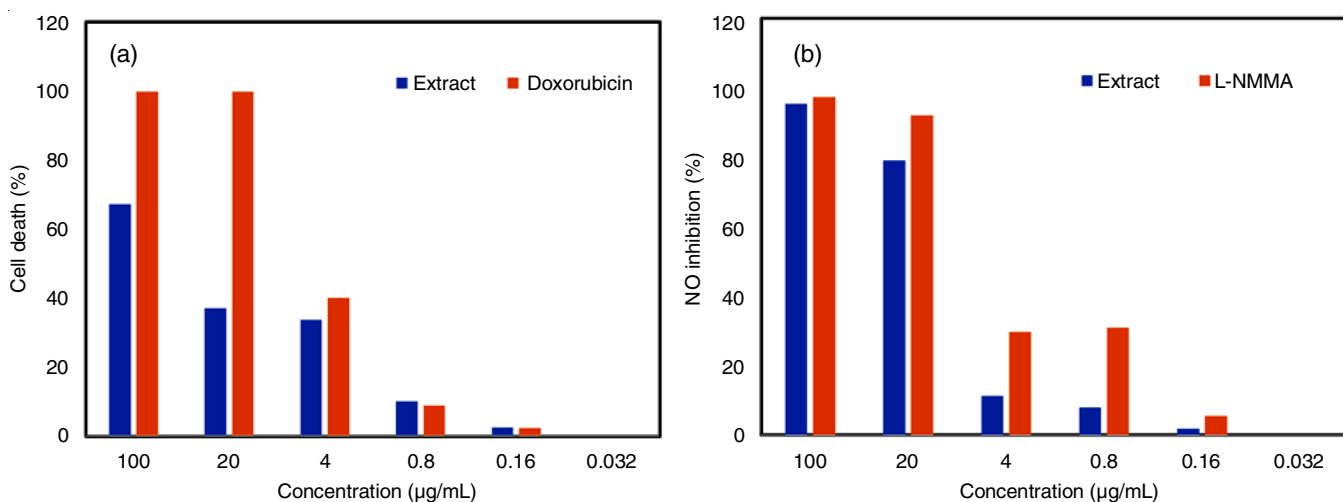 (a)
Extract Doxorubicin
120
100
80
60
40
20
0
Cell death (%)
100 20 4 0.8 0.16 0.032
Concentration (µg/mL)
(b)
Extract L-NMMA
120
100
80
60
40
20
0
NO inhibition (%)
100 20 4 0.8 0.16 0.032
Concentration (µg/mL)